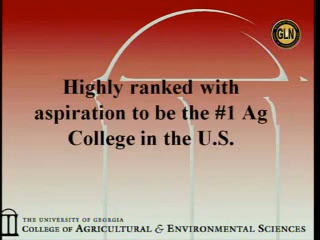 GLN
Highly ranked with
aspiration to be the #1 Ag
College in the U.S.
THE UNIVERSITY OF GEORGIA
COLLEGE OF AGRICULTURAL & ENVIRONMENTAL SCIENCES